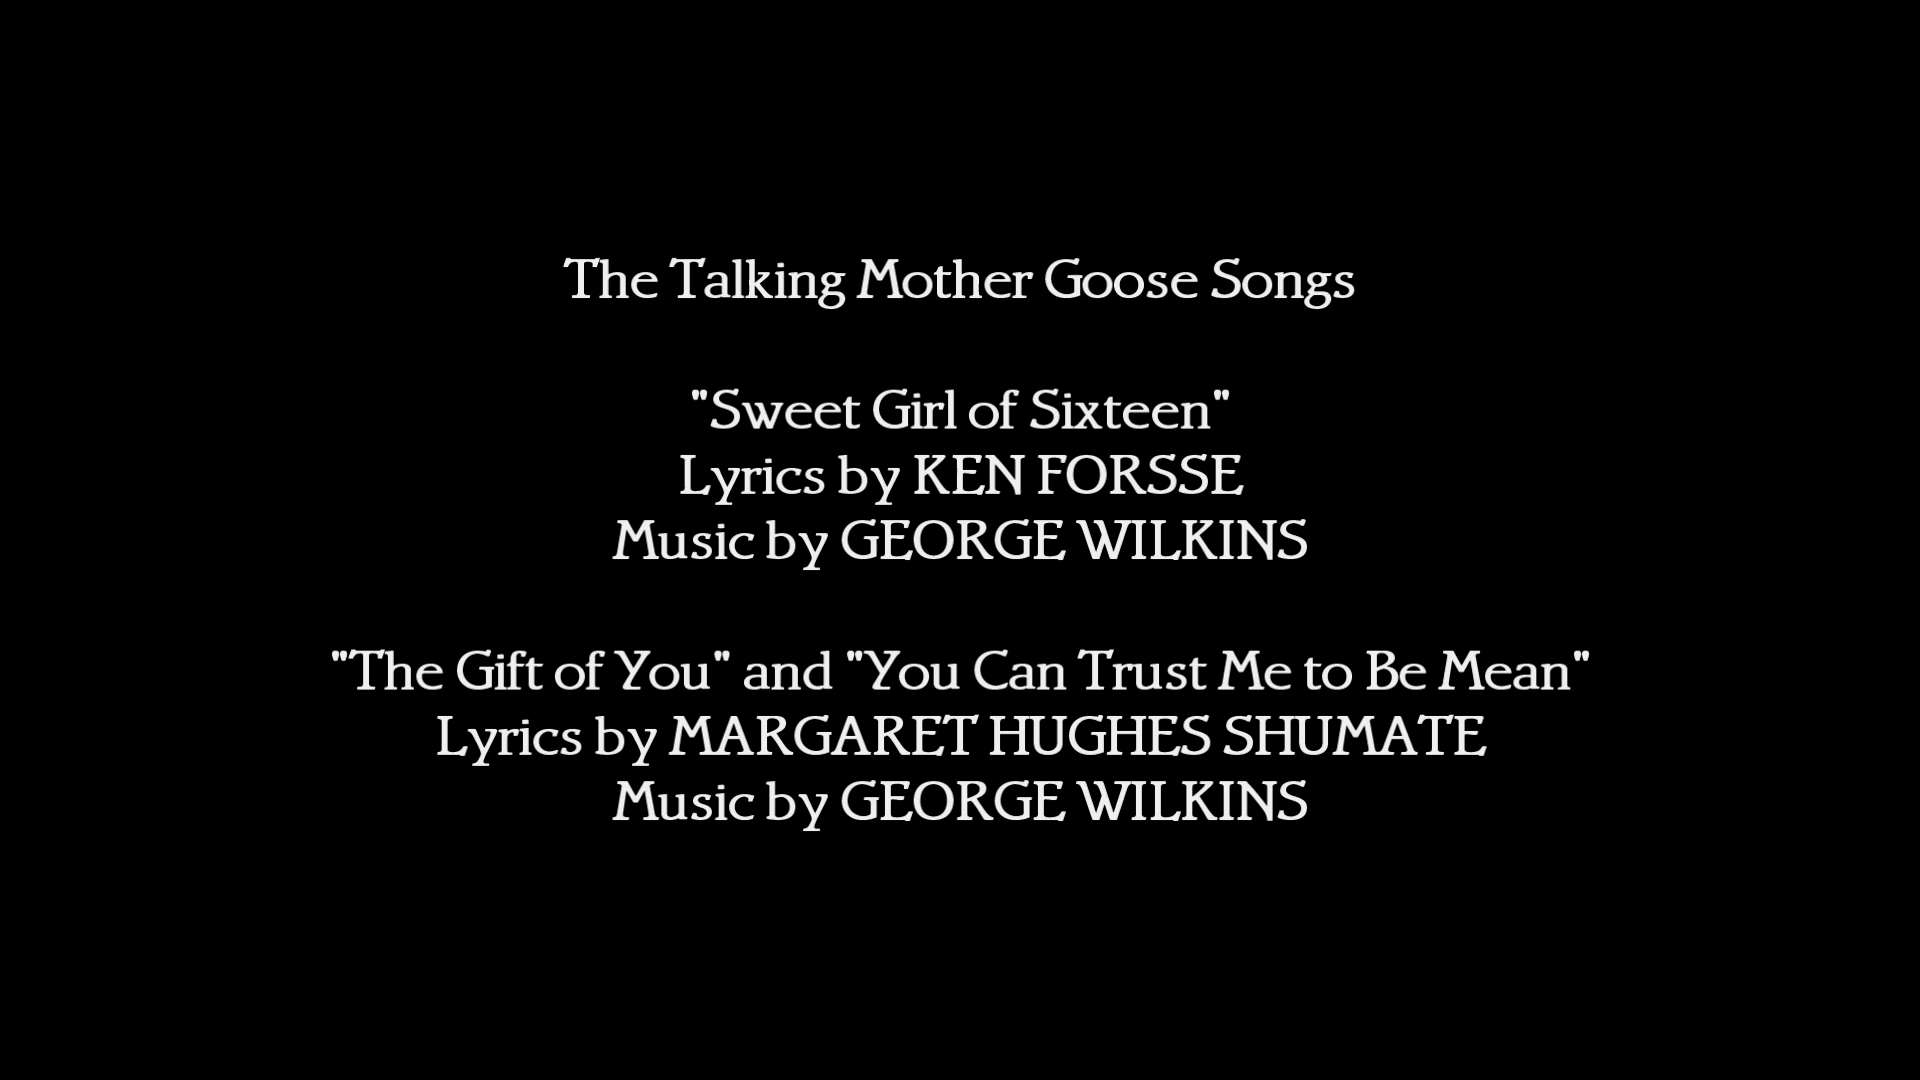 The Talking Mother Goose Songs
"Sweet Girl of Sixteen"
Lyrics by KEN FORSSE
Music by GEORGE WILKINS
"The Gift of You" and "You Can Trust Me to Be Mean"
Lyrics by MARGARET HUGHES SHUMATE
Music by GEORGE WILKINS